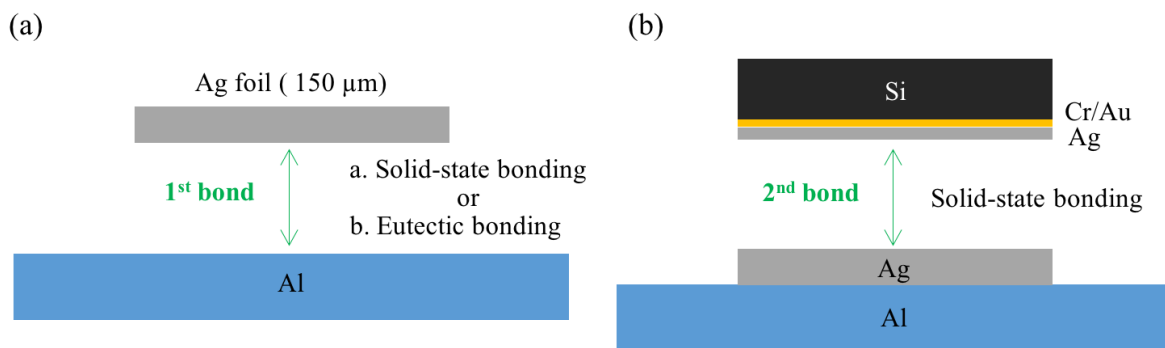 (a)
Ag foil ( 150 µm)
1st bond
a. Solid-state bonding
or
b. Eutectic bonding
Al
(b)
Si
Cr/Au
Ag
2nd bond
Solid-state bonding
Ag
Al